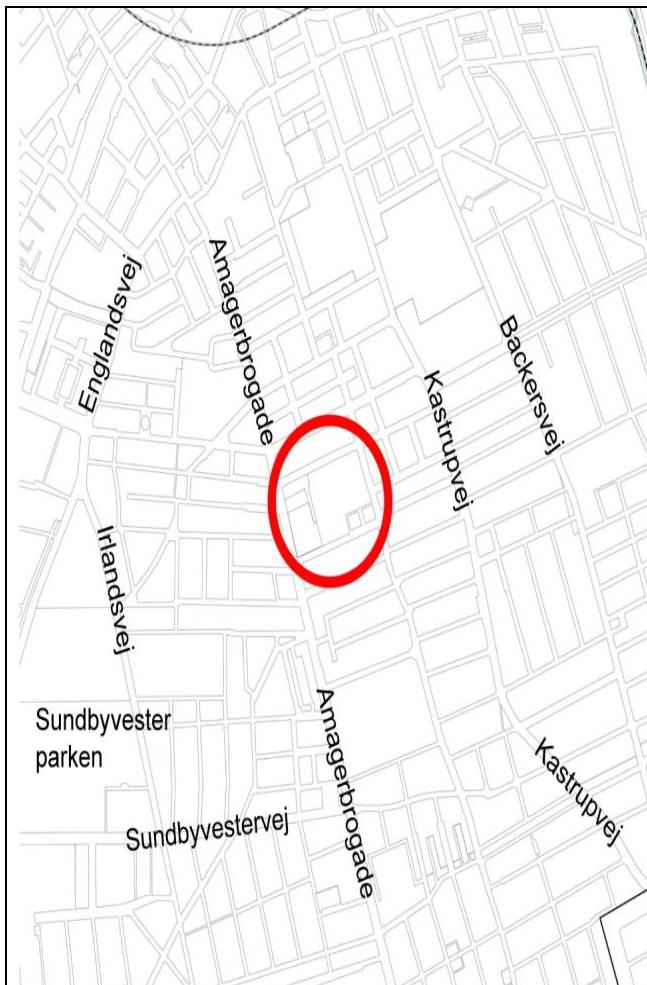 Amagerbrogade
Englandsvej
Backersvej
Kastrupvej
Irlandsvej
Sundbyvester
parken
Amagerbrogade
Kastrupvej
Sundbyvestervej